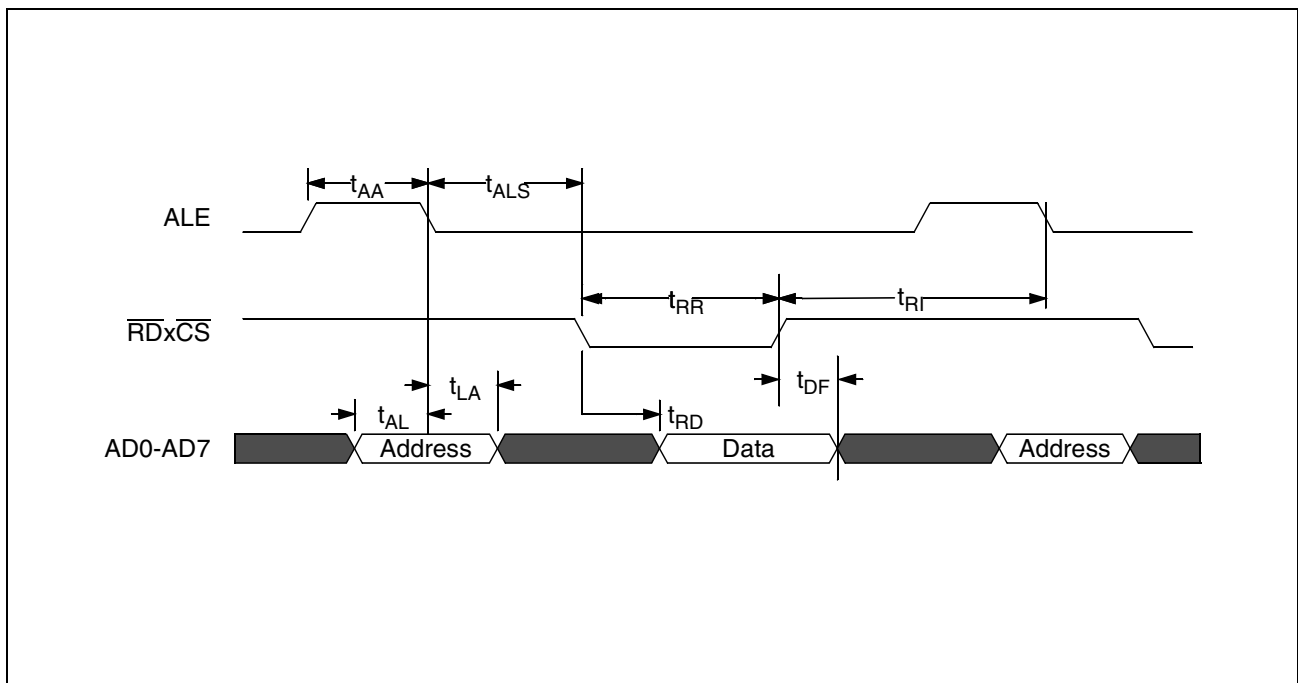 tAA
tALS
ALE
tRR
tRI
RDxCS
tLA
tDF
tAL
tRD
AD0-AD7
Address
Data
Address